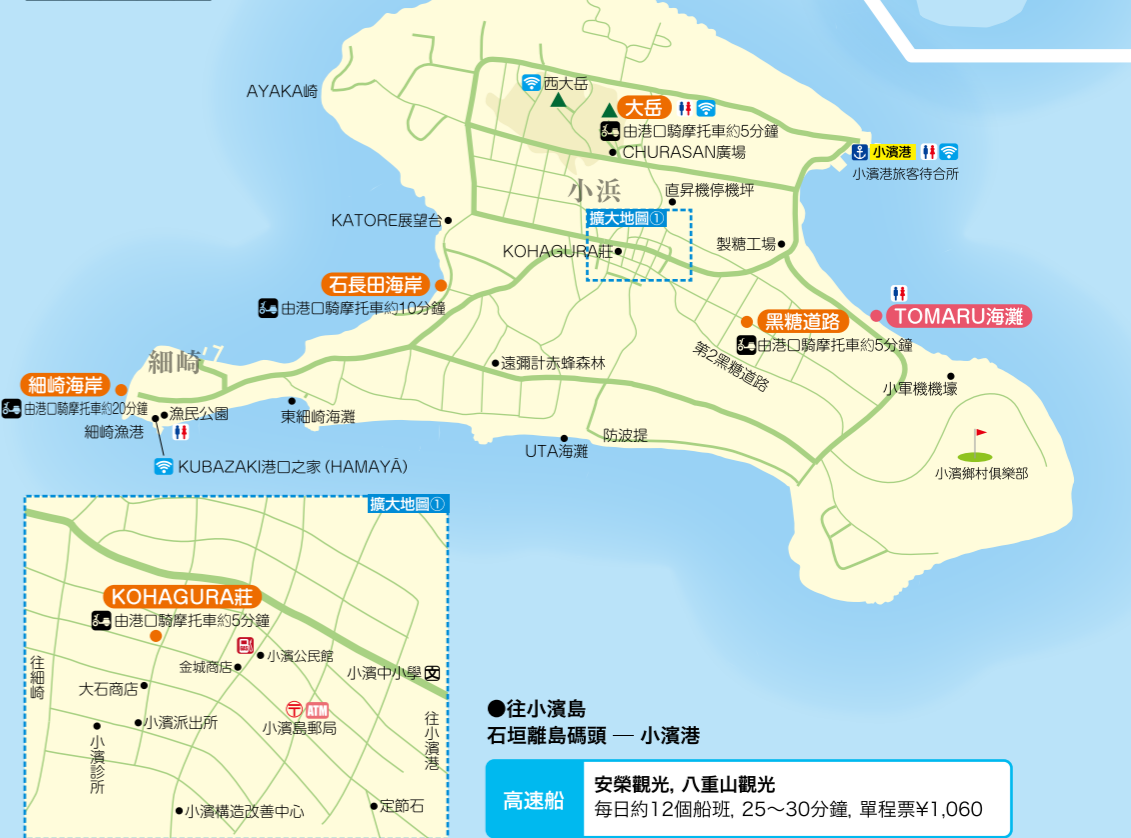 AYAKA崎
西大岳
大岳
由港口騎摩托車約5分鐘
CHURASAN廣場
小濱港
小濱港旅客待合所
小浜
直昇機停機坪
擴大地圖①
KATORE展望台
KOHAGURA莊
製糖工場
石長田海岸
由港口騎摩托車約10分鐘
TOMARU海灘
黑糖道路
由港口騎摩托車約5分鐘
第2黑糖道路
細崎
遠彌計赤蜂森林
小軍機機壕
細崎海岸
由港口騎摩托車約20分鐘
漁民公園
細崎漁港
東細崎海灘
防波提
UTA海灘
KUBAZAKI港口之家 (HAMAYĀ)
小濱鄉村俱樂部
擴大地圖①
KOHAGURA莊
由港口騎摩托車約5分鐘
GAS
小濱公民館
金城商店
小濱中小學 文
往細崎
大石商店
小濱派出所
〒 ATM
小濱島郵局
往小濱港
小濱診所
小濱構造改善中心
定節石
●往小濱島
石垣離島碼頭 — 小濱港
高速船
安榮觀光, 八重山觀光
每日約12個船班, 25～30分鐘, 單程票¥1,060